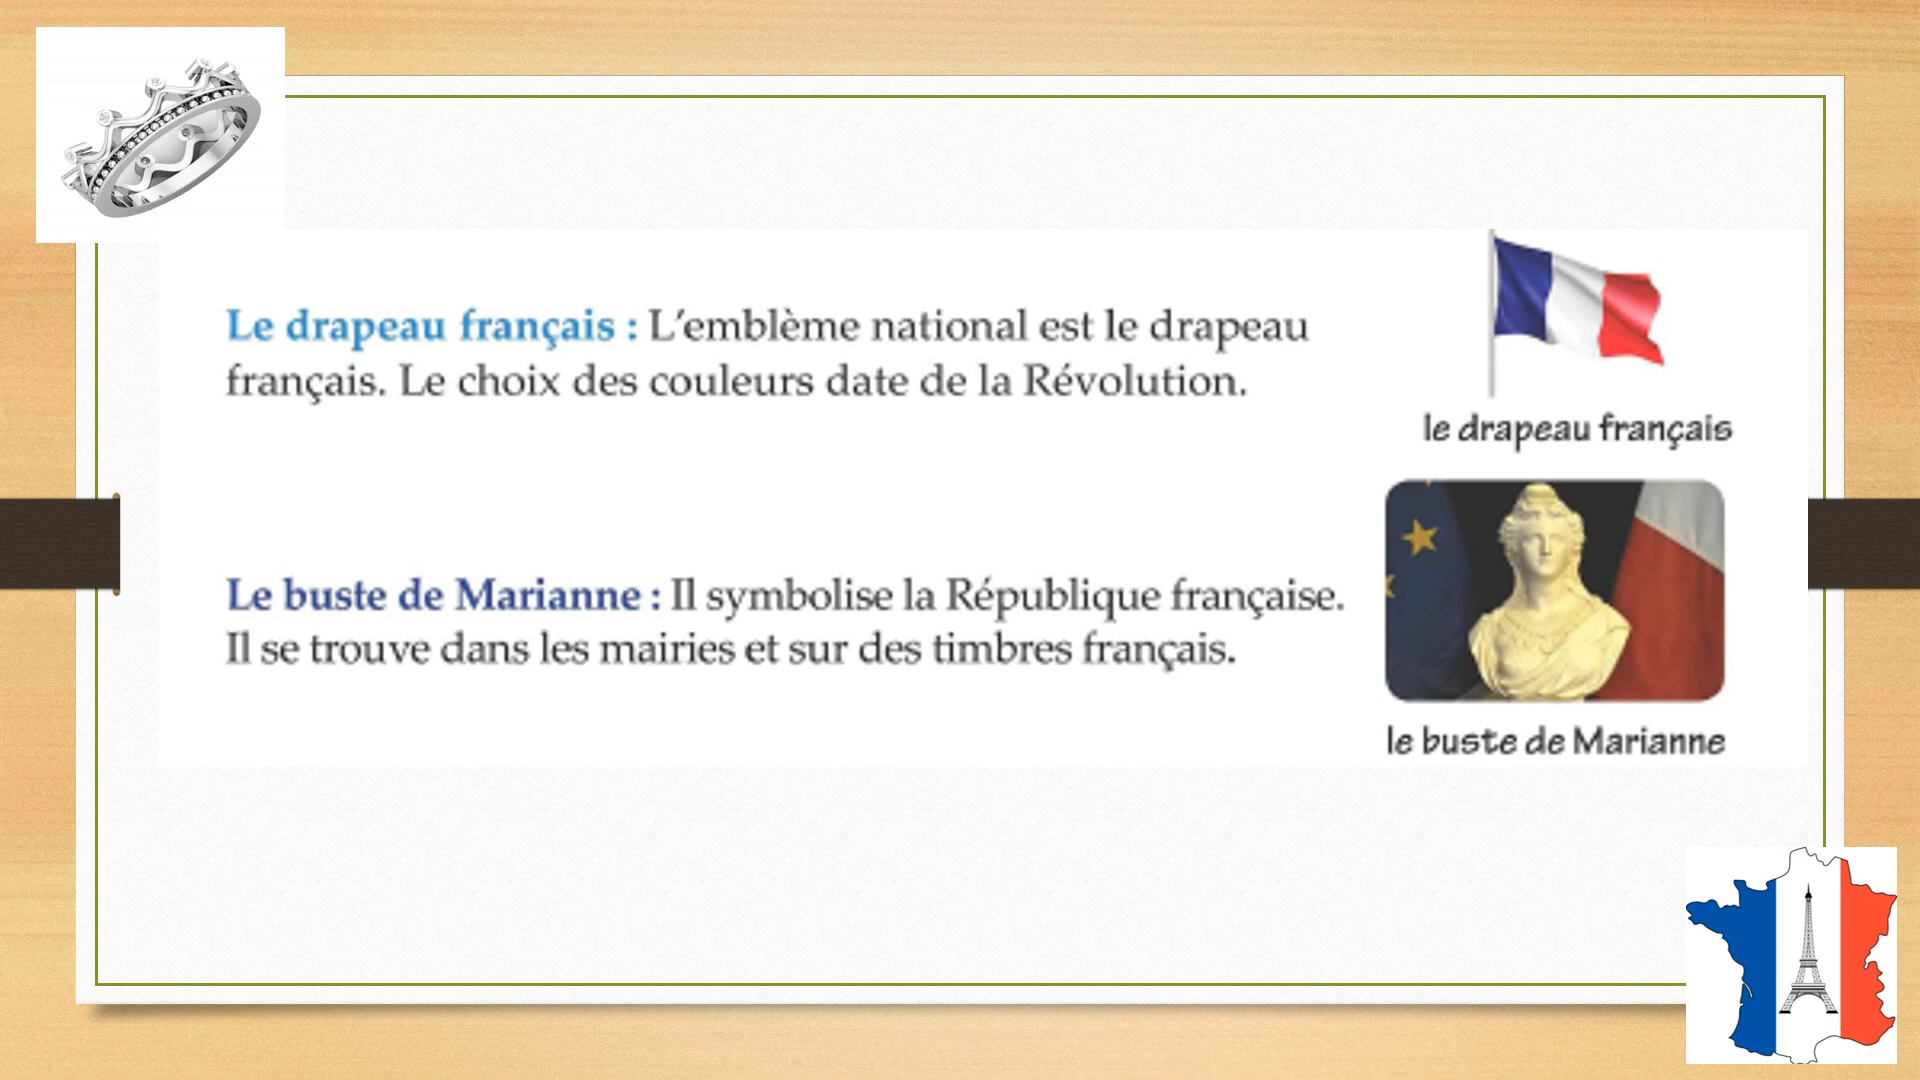 Le drapeau français : L'emblème national est le drapeau
français. Le choix des couleurs date de la Révolution.
le drapeau français
Le buste de Marianne : Il symbolise la République française.
Il se trouve dans les mairies et sur des timbres français.
le buste de Marianne